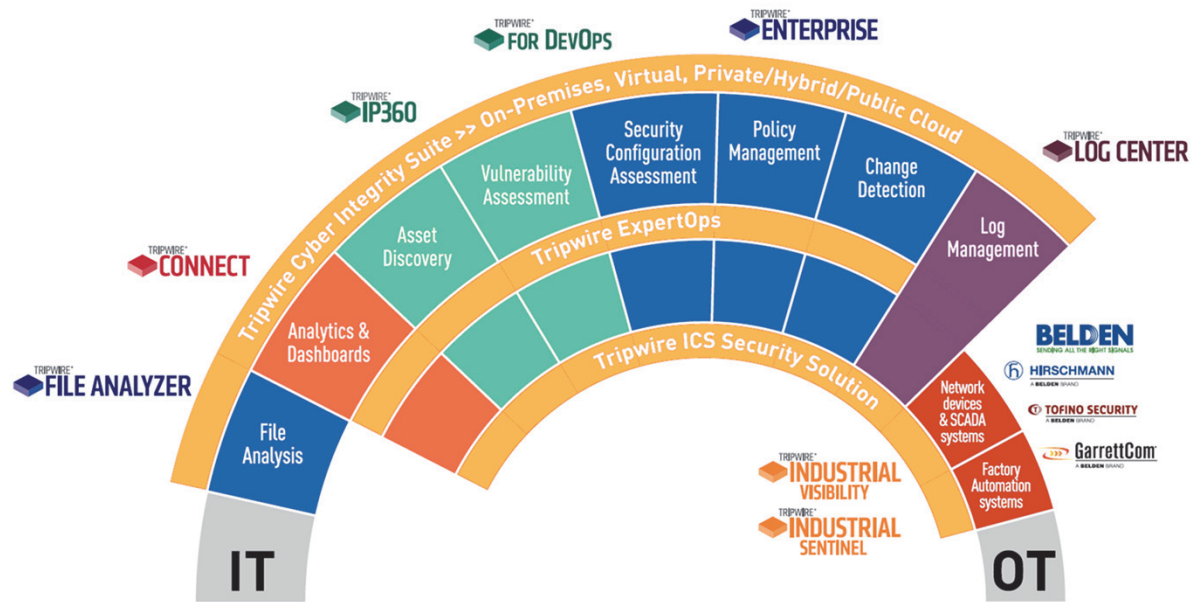 TRIPWIRE®
FOR DEVOPS
TRIPWIRE®
ENTERPRISE
TRIPWIRE®
IP360
TRIPWIRE®
LOG CENTER
TRIPWIRE®
CONNECT
TRIPWIRE®
FILE ANALYZER
Tripwire Cyber Integrity Suite >> On-Premises, Virtual, Private/Hybrid/Public Cloud
File
Analysis
Analytics &
Dashboards
Asset
Discovery
Vulnerability
Assessment
Security
Configuration
Assessment
Policy
Management
Change
Detection
Log
Management
Tripwire ExpertOps
Tripwire ICS Security Solution
Network
devices
& SCADA
systems
Factory
Automation
systems
BELDEN
SENDING ALL THE RIGHT SIGNALS
HIRSCHMANN
A BELDEN BRAND
TOFINO SECURITY
A BELDEN BRAND
GarrettCom
A BELDEN BRAND
TRIPWIRE®
INDUSTRIAL
VISIBILITY
TRIPWIRE®
INDUSTRIAL
SENTINEL
IT
OT